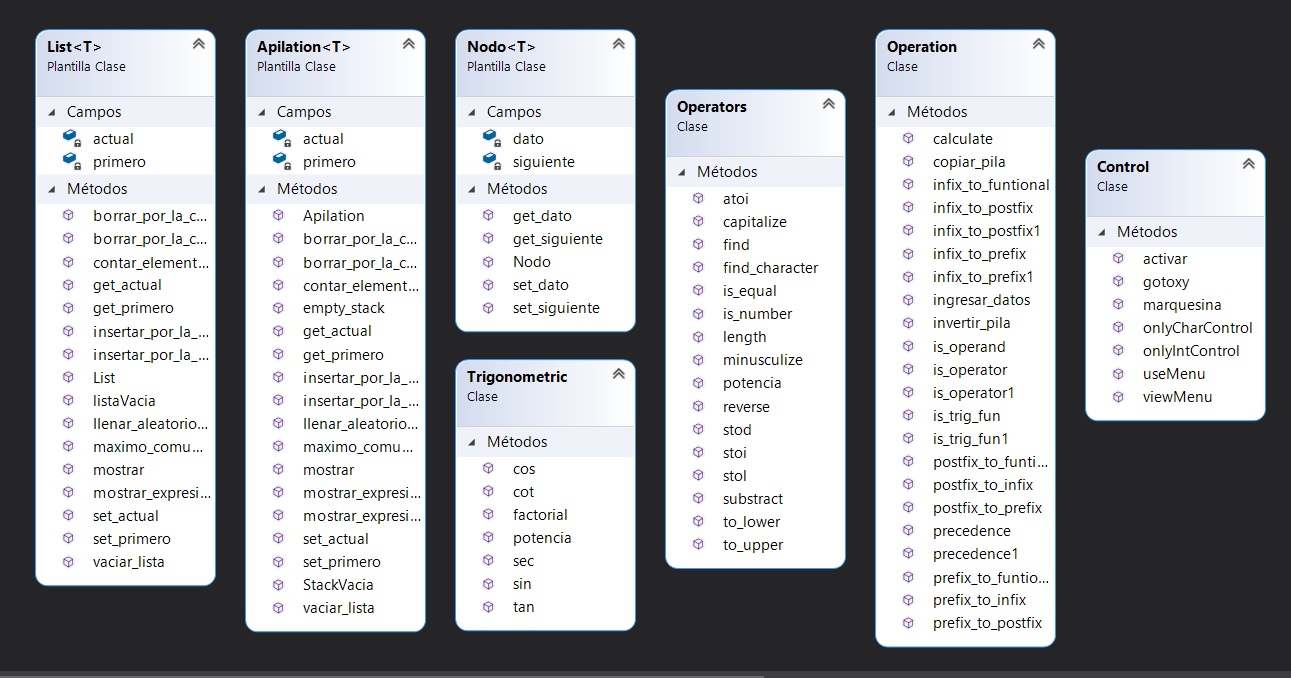 List<T>
Plantilla Clase
Campos
actual
primero
Métodos
borrar_por_la_c...
borrar_por_la_c...
contar_element...
get_actual
get_primero
insertar_por_la_...
insertar_por_la_...
List
listaVacia
llenar_aleatorio...
maximo_comu...
mostrar
mostrar_expresi...
set_actual
set_primero
vaciar_lista
Apilation<T>
Plantilla Clase
Campos
actual
primero
Métodos
Apilation
borrar_por_la_c...
borrar_por_la_c...
contar_element...
empty_stack
get_actual
get_primero
insertar_por_la_...
insertar_por_la_...
llenar_aleatorio...
maximo_comu...
mostrar
mostrar_expresi...
mostrar_expresi...
set_actual
set_primero
StackVacia
vaciar_lista
Nodo<T>
Plantilla Clase
Campos
dato
siguiente
Métodos
get_dato
get_siguiente
Nodo
set_dato
set_siguiente
Trigonometric
Clase
Métodos
cos
cot
factorial
potencia
sec
sin
tan
Operators
Clase
Métodos
atoi
capitalize
find
find_character
is_equal
is_number
length
minusculize
potencia
reverse
stod
stoi
stol
substract
to_lower
to_upper
Operation
Clase
Métodos
calculate
copiar_pila
infix_to_funtional
infix_to_postfix
infix_to_postfix1
infix_to_prefix
infix_to_prefix1
ingresar_datos
invertir_pila
is_operand
is_operator
is_operator1
is_trig_fun
is_trig_fun1
postfix_to_funti...
postfix_to_infix
postfix_to_prefix
precedence
precedence1
prefix_to_funtio...
prefix_to_infix
prefix_to_postfix
Control
Clase
Métodos
activar
gotoxy
marquesina
onlyCharControl
onlyIntControl
useMenu
viewMenu